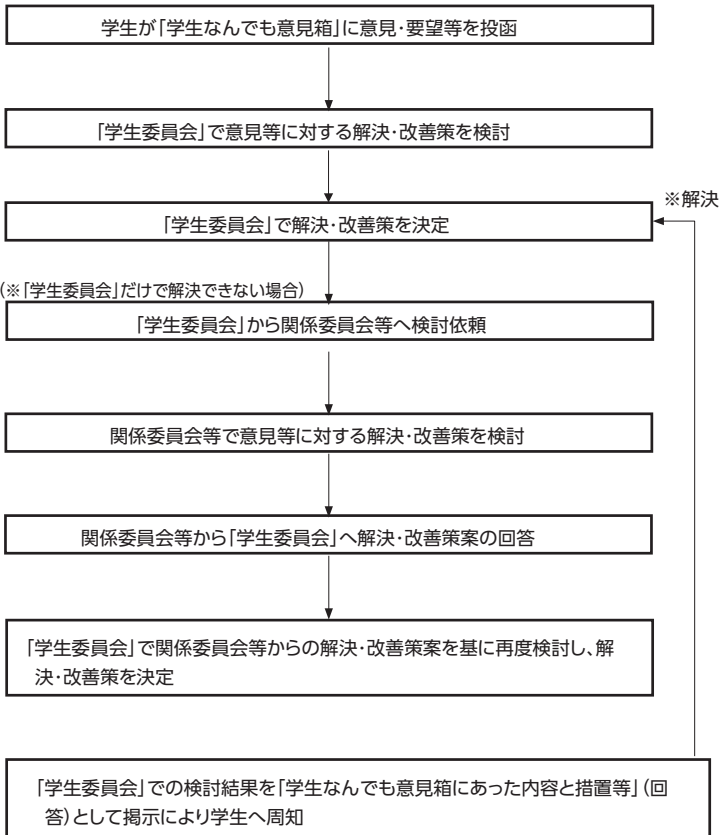 学生が「学生なんでも意見箱」に意見・要望等を投函
「学生委員会」で意見等に対する解決・改善策を検討
※解決
「学生委員会」で解決・改善策を決定
(※「学生委員会」だけで解決できない場合)
「学生委員会」から関係委員会等へ検討依頼
関係委員会等で意見等に対する解決・改善策を検討
関係委員会等から「学生委員会」へ解決・改善策案の回答
「学生委員会」で関係委員会等からの解決・改善策案を基に再度検討し、解
決・改善策を決定
「学生委員会」での検討結果を「学生なんでも意見箱にあった内容と措置等」(回
答)として掲示により学生へ周知